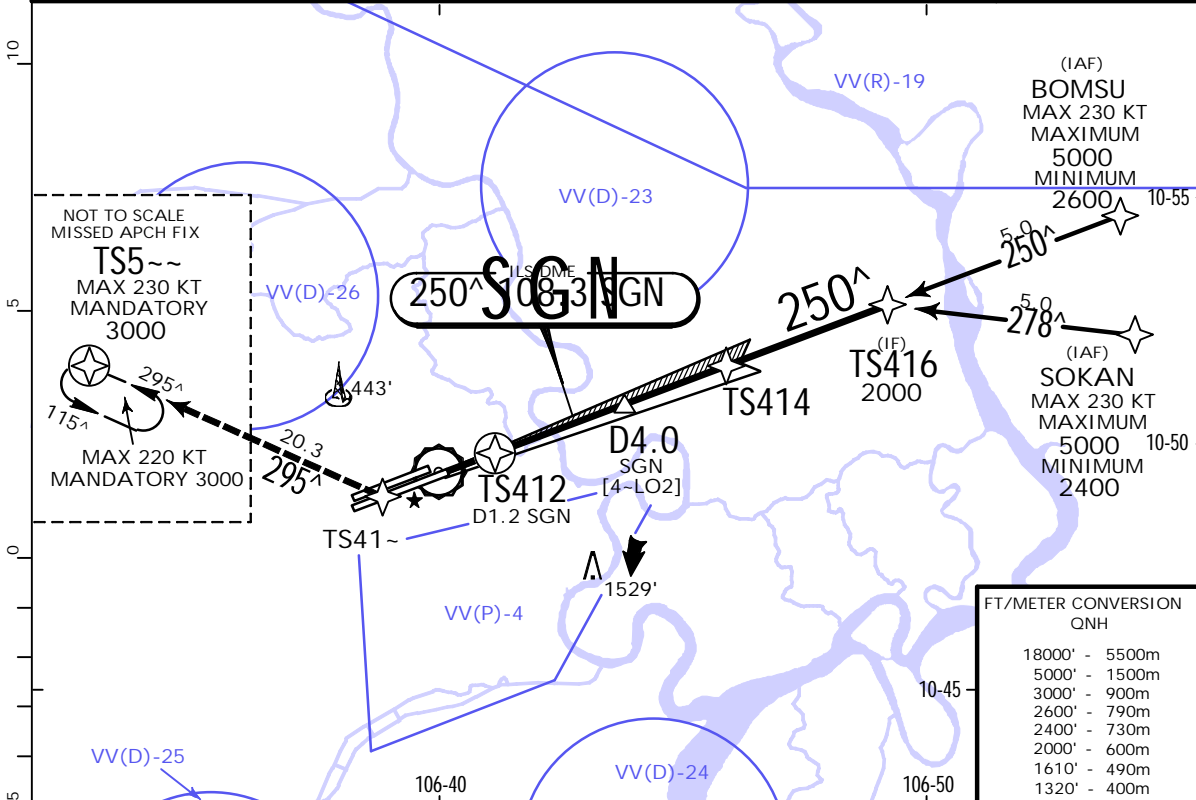 10
5
0
5
VV(R)-19
(IAF)
BOMSU
MAX 230 KT
MAXIMUM
5000
MINIMUM
2600
10-55
VV(D)-23
NOT TO SCALE
MISSED APCH FIX
TS5~~
MAX 230 KT
MANDATORY
3000
VV(D)-26
ILS DME
250^ 108.3 SGN
SGN
250^
5.0
250^
5.0
278^
(IF)
TS416
2000
(IAF)
SOKAN
MAX 230 KT
MAXIMUM
5000
MINIMUM
2400
10-50
295^
115^
MAX 220 KT
MANDATORY 3000
443'
20.3
295^
TS414
D4.0
SGN
[4~LO2]
TS412
D1.2 SGN
TS41~
1529'
VV(P)-4
FT/METER CONVERSION
QNH
18000' - 5500m
5000' - 1500m
3000' - 900m
2600' - 790m
2400' - 730m
2000' - 600m
1610' - 490m
1320' - 400m
10-45
VV(D)-25
VV(D)-24
106-40
106-50